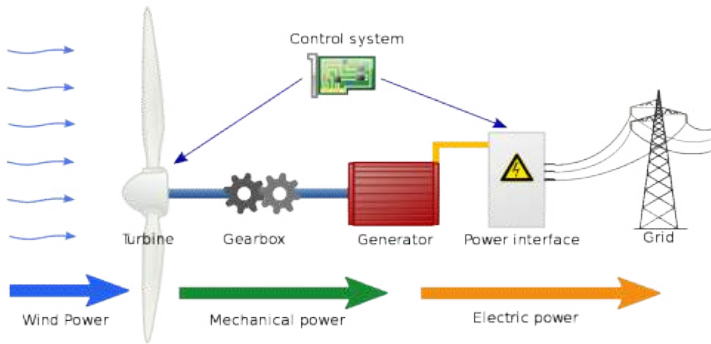 Control system
Turbine
Gearbox
Generator
Power interface
Grid
Wind Power
Mechanical power
Electric power